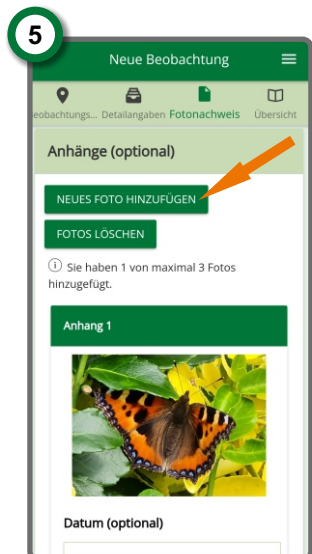 5
Neue Beobachtung
eobachtungs... Detailangaben Fotonachweis Übersicht
Anhänge (optional)
NEUES FOTO HINZUFÜGEN
FOTOS LÖSCHEN
Sie haben 1 von maximal 3 Fotos
hinzugefügt.
Anhang 1
Datum (optional)